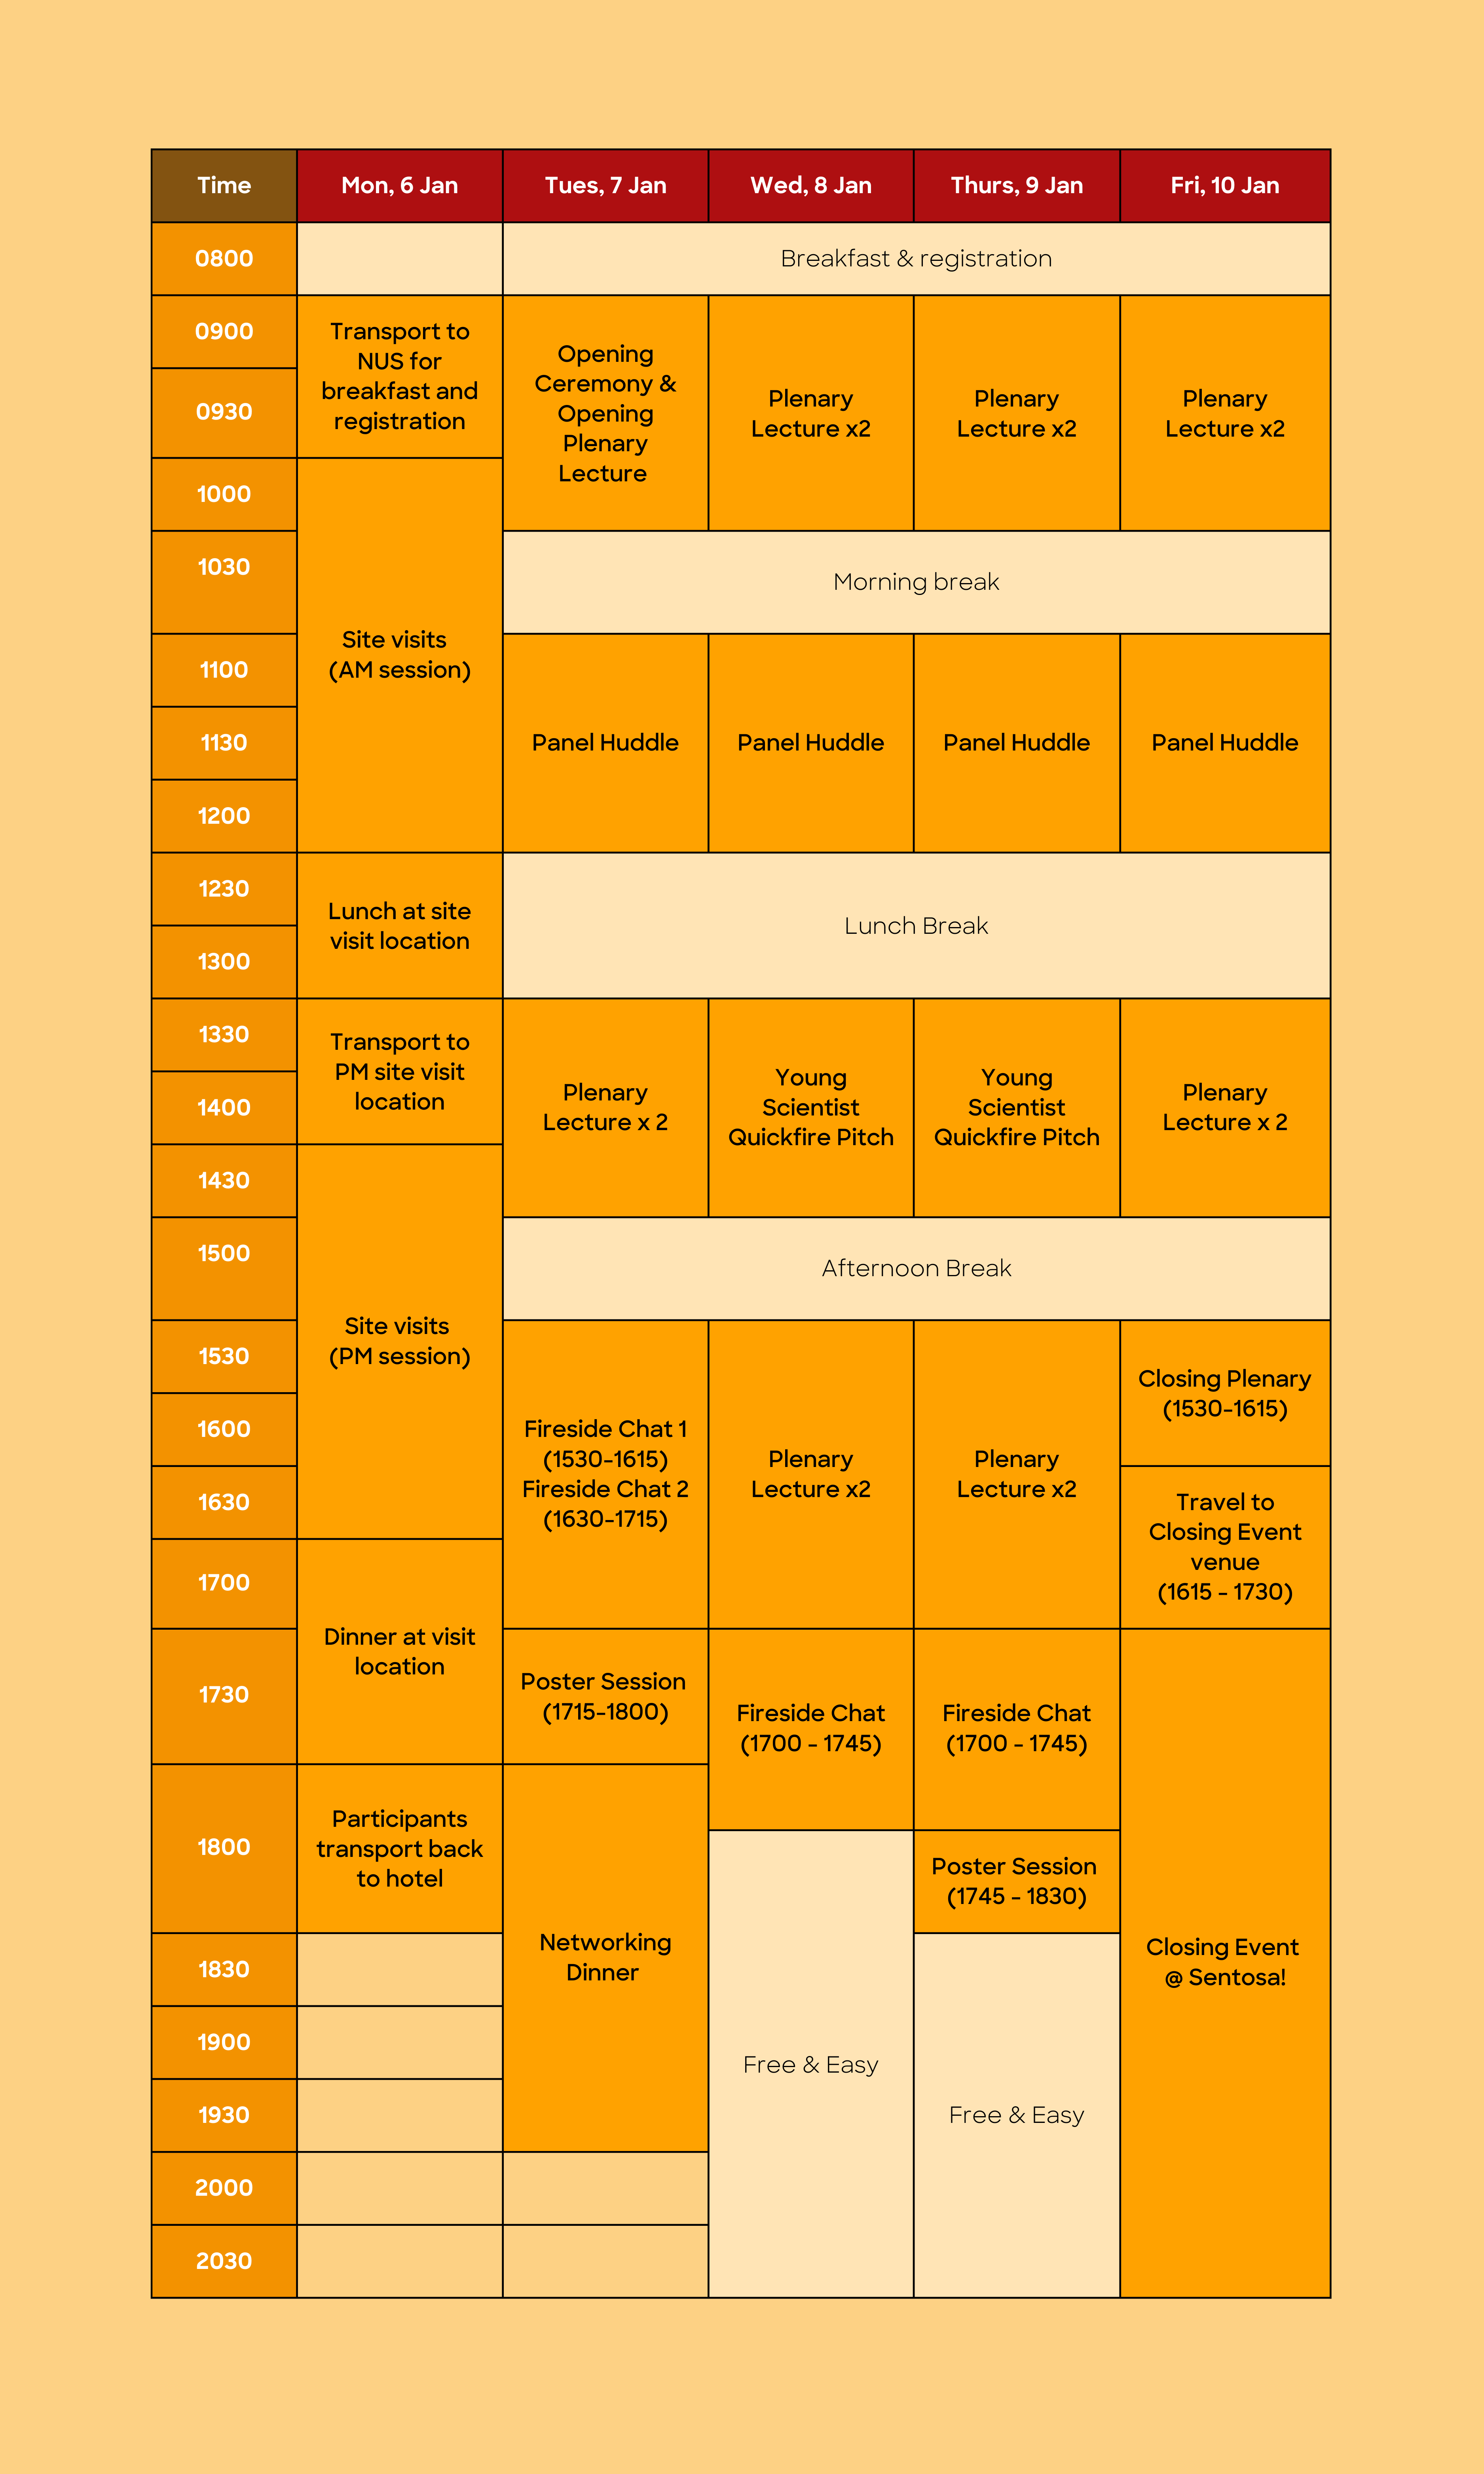 Time
Mon, 6 Jan
Tues, 7 Jan
Wed, 8 Jan
Thurs, 9 Jan
Fri, 10 Jan
0800
Breakfast & registration
0900
0930
Transport to
NUS for
breakfast and
registration
Opening
Ceremony &
Opening
Plenary
Lecture
Plenary
Lecture x2
Plenary
Lecture x2
Plenary
Lecture x2
1000
1030
Site visits
(AM session)
Morning break
1100
1130
1200
Panel Huddle
Panel Huddle
Panel Huddle
Panel Huddle
1230
1300
Lunch at site
visit location
Lunch Break
1330
1400
Transport to
PM site visit
location
Plenary
Lecture x 2
Young
Scientist
Quickfire Pitch
Young
Scientist
Quickfire Pitch
Plenary
Lecture x 2
1430
1500
Site visits
(PM session)
Afternoon Break
1530
1600
1630
1700
Fireside Chat 1
(1530-1615)
Fireside Chat 2
(1630-1715)
Plenary
Lecture x2
Plenary
Lecture x2
Closing Plenary
(1530-1615)
Travel to
Closing Event
venue
(1615 - 1730)
Dinner at visit
location
1730
Poster Session
(1715-1800)
Fireside Chat
(1700 - 1745)
Fireside Chat
(1700 - 1745)
1800
Participants
transport back
to hotel
Networking
Dinner
Poster Session
(1745 - 1830)
Closing Event
@ Sentosa!
1830
1900
1930
Free & Easy
Free & Easy
2000
2030